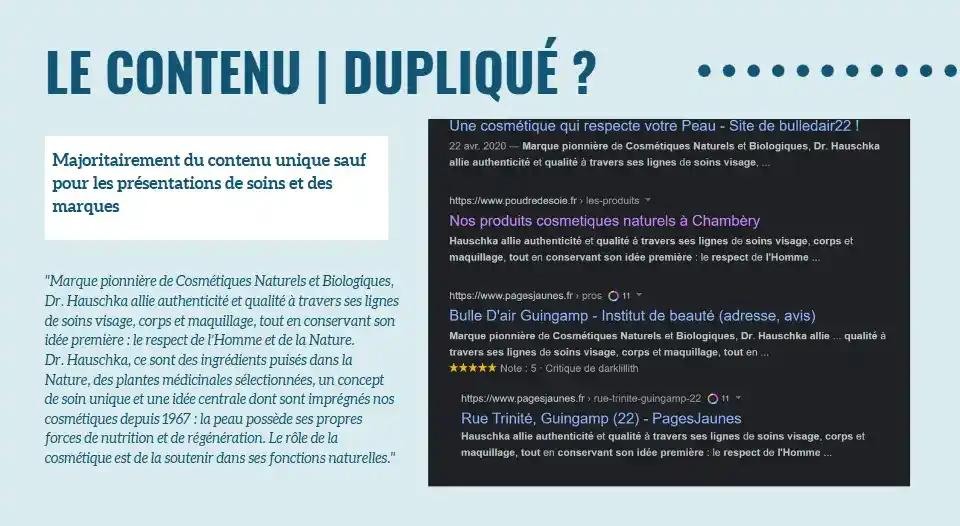 LE CONTENU | DUPLIQUÉ ?
Majoritairement du contenu unique sauf
pour les présentations de soins et des
marques
"Marque pionnière de Cosmétiques Naturels et Biologiques,
Dr. Hauschka allie authenticité et qualité à travers ses lignes
de soins visage, corps et maquillage, tout en conservant son
idée première : le respect de l'Homme et de la Nature.
Dr. Hauschka, ce sont des ingrédients puisés dans la
Nature, des plantes médicinales sélectionnées, un concept
de soin unique et une idée centrale dont sont imprégnés nos
cosmétiques depuis 1967 : la peau possède ses propres
forces de nutrition et de régénération. Le rôle de la
cosmétique est de la soutenir dans ses fonctions naturelles."
Une cosmétique qui respecte votre Peau - Site de bulledair22 !
22 avr. 2020 — Marque pionnière de Cosmétiques Naturels et Biologiques, Dr. Hauschka
allie authenticité et qualité à travers ses lignes de soins visage, ...
https://www.poudredesoie.fr › les-produits
Nos produits cosmetiques naturels à Chambèry
Hauschka allie authenticité et qualité à travers ses lignes de soins visage, corps et
maquillage, tout en conservant son idée première : le respect de l'Homme ...
https://www.pagesjaunes.fr › pros 11
Bulle D'air Guingamp - Institut de beauté (adresse, avis)
Marque pionnière de Cosmétiques Naturels et Biologiques, Dr. Hauschka allie ... qualité à
travers ses lignes de soins visage, corps et maquillage, tout en ...
★★★★★ Note : 5 · Critique de darklillith
https://www.pagesjaunes.fr › rue-trinite-guingamp-22 11
Rue Trinité, Guingamp (22) - PagesJaunes
Hauschka allie authenticité et qualité à travers ses lignes de soins visage, corps et
maquillage, tout en conservant son idée première : le respect de l'Homme ...